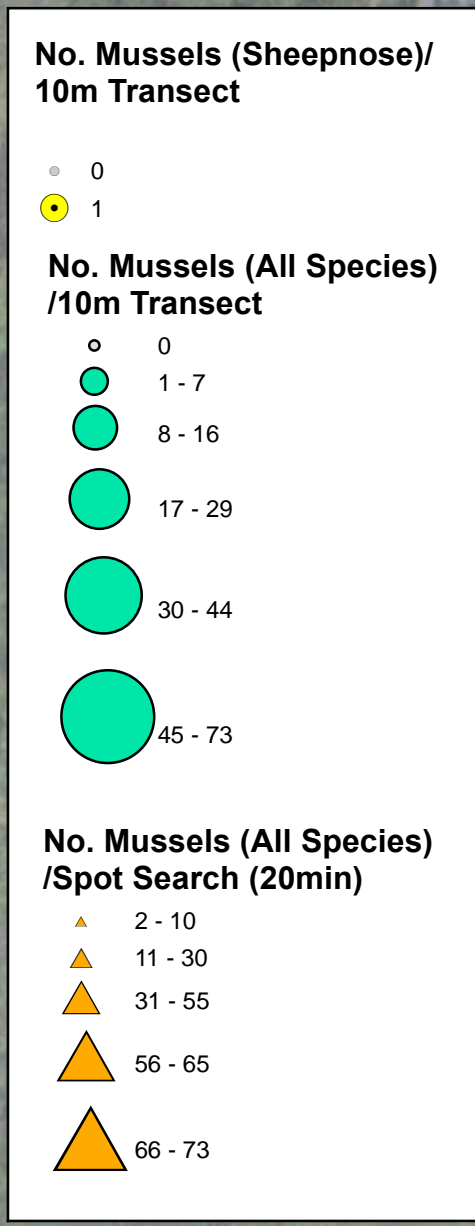 No. Mussels (Sheepnose)/
10m Transect
0
1
No. Mussels (All Species)
/10m Transect
0
1 - 7
8 - 16
17 - 29
30 - 44
45 - 73
No. Mussels (All Species)
/Spot Search (20min)
2 - 10
11 - 30
31 - 55
56 - 65
66 - 73